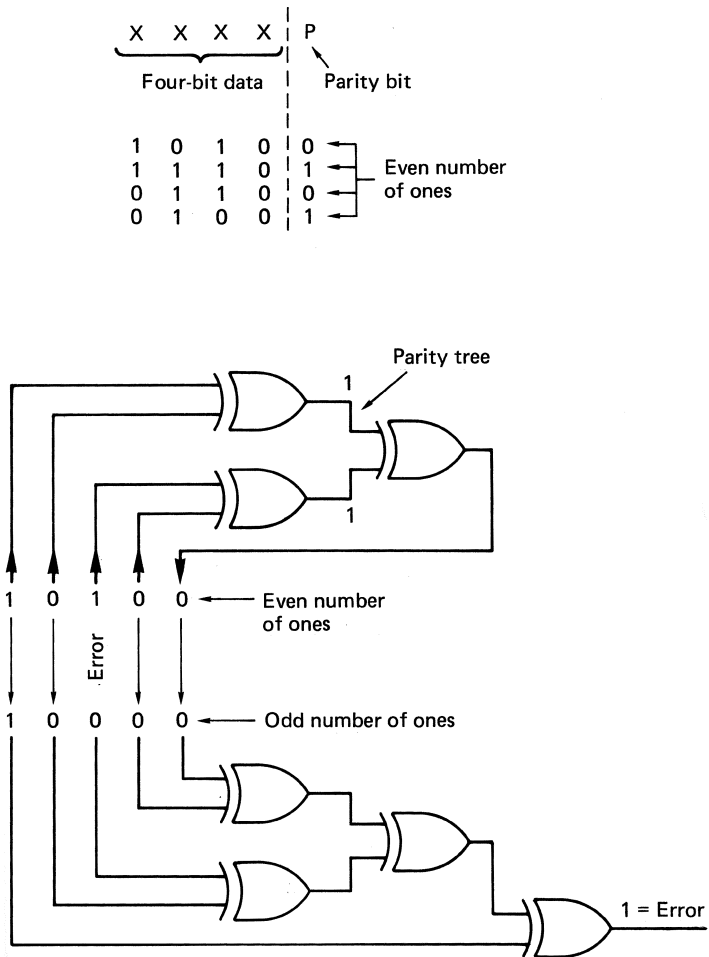 X X X X P
Four-bit data Parity bit
1 0 1 0 0
1 1 1 0 1
0 1 1 0 0
0 1 0 0 1
Even number
of ones
Parity tree
1
1
1 0 1 0 0
Even number
of ones
Error
1 0 0 0 0
Odd number of ones
1 = Error